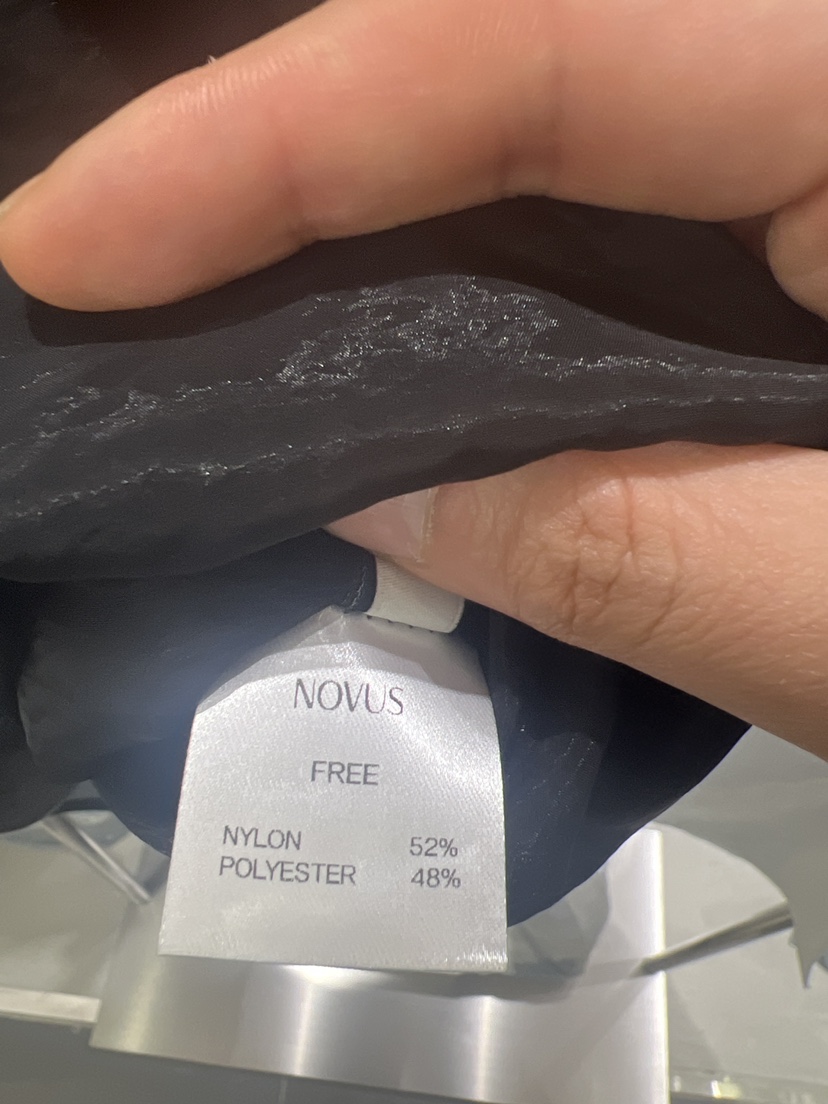 NOVUS
FREE
NYLON 52%
POLYESTER 48%